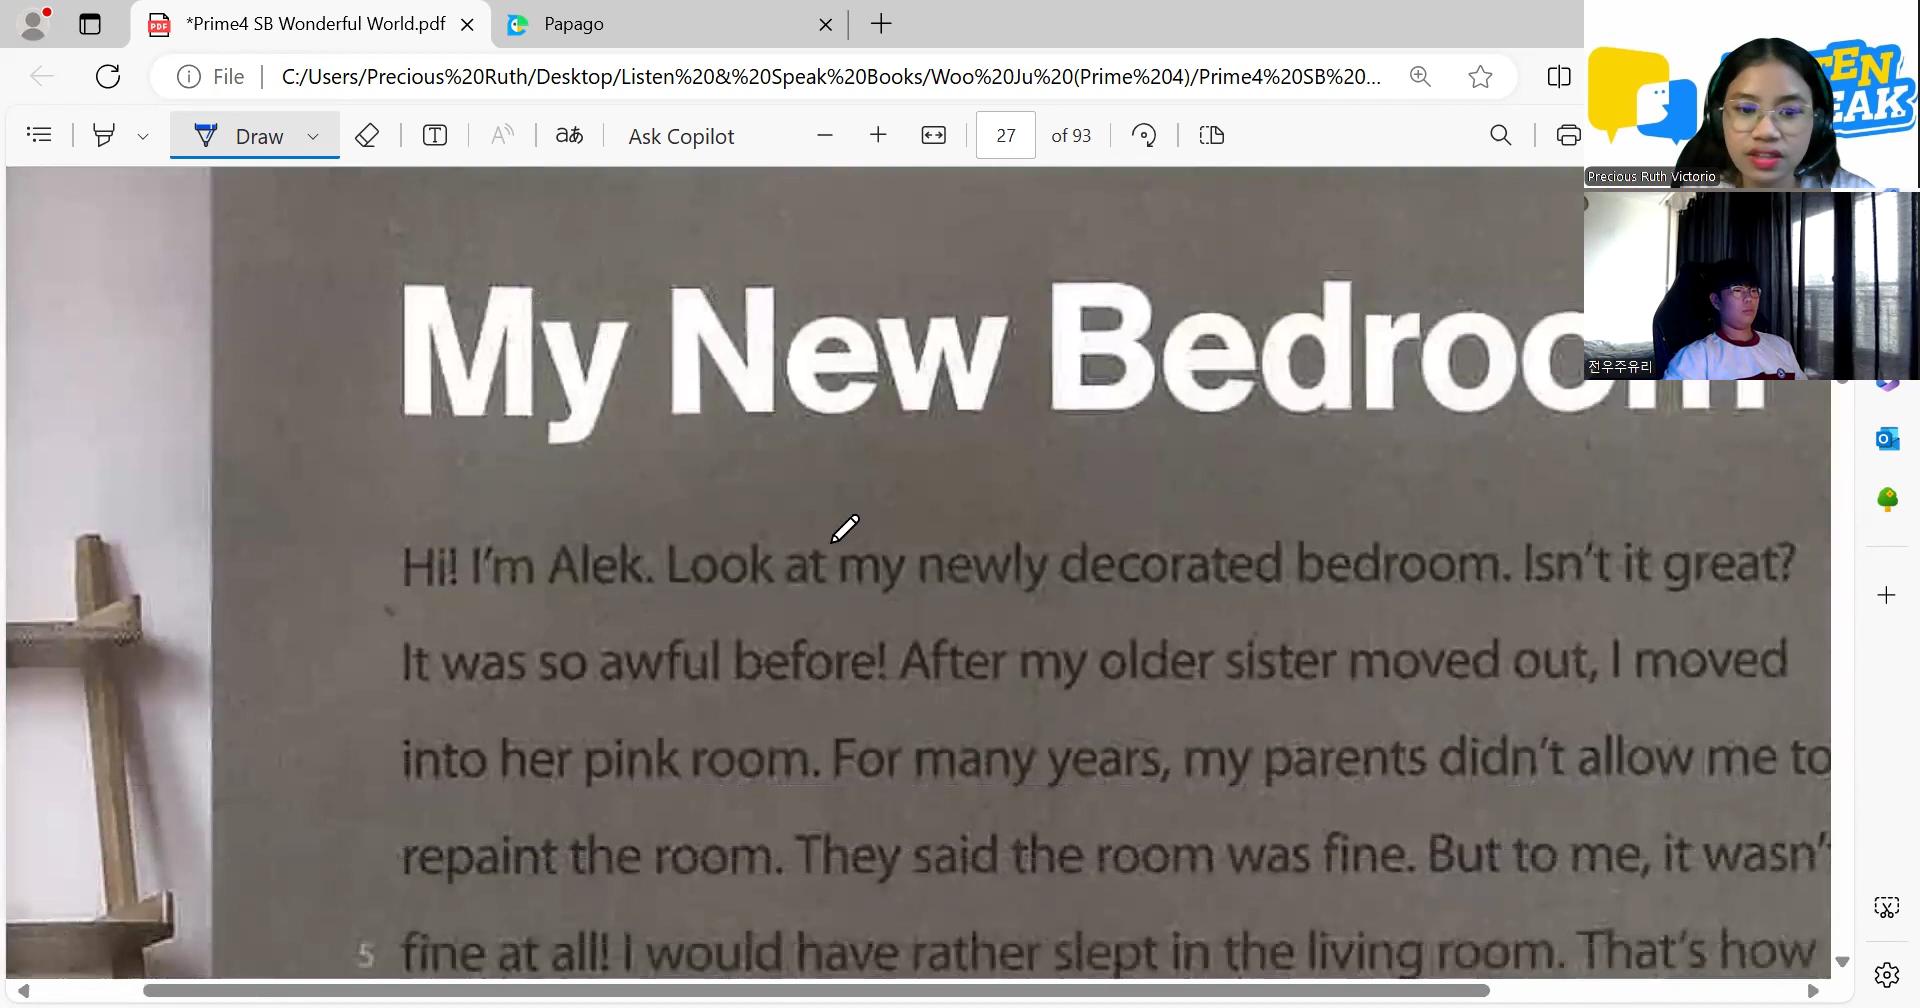 *Prime4 SB Wonderful World.pdf
Papago
File
C:/Users/Precious%20Ruth/Desktop/Listen%20&%20Speak%20Books/Woo%20Ju%20(Prime%204)/Prime4%20SB%20...
Draw
Ask Copilot
27
of 93
TEN
EAK
Precious Ruth Victorio
전우주유리
My New Bedroom
Hi! I'm Alek. Look at my newly decorated bedroom. Isn't it great?
It was so awful before! After my older sister moved out, I moved
into her pink room. For many years, my parents didn't allow me to
repaint the room. They said the room was fine. But to me, it wasn't
5 fine at all! I would have rather slept in the living room. That's how